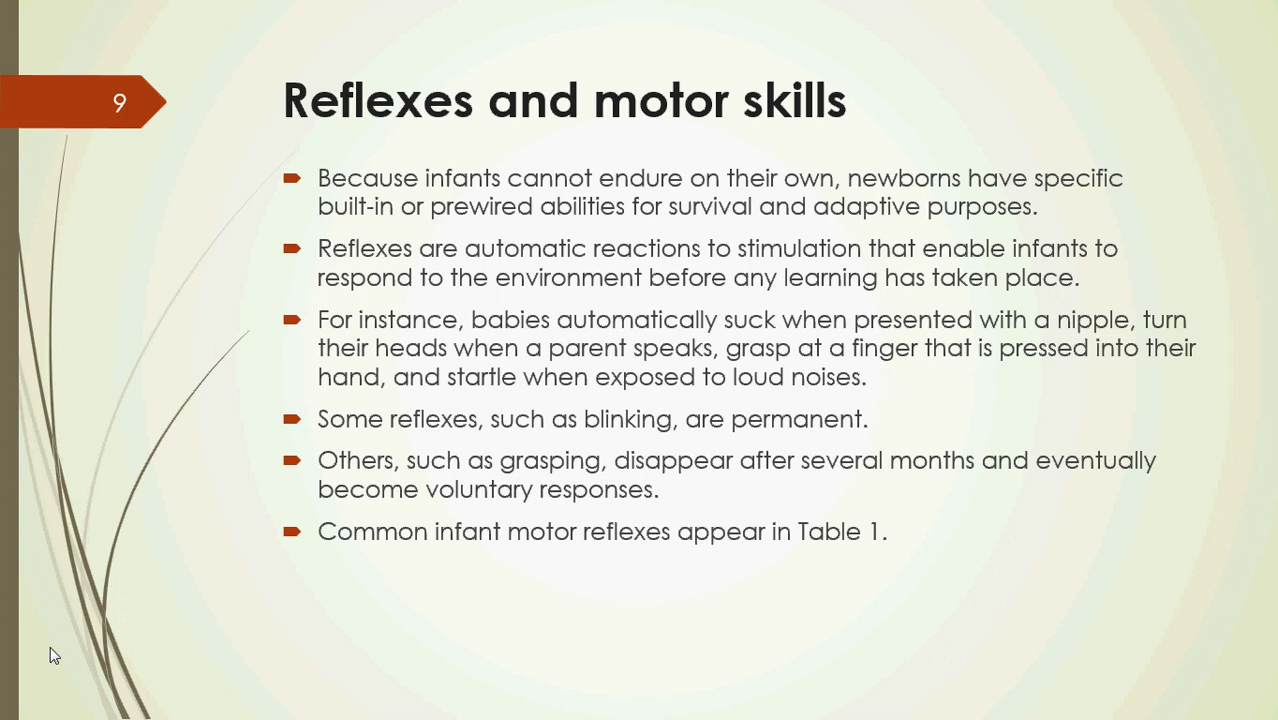 9
Reflexes and motor skills
Because infants cannot endure on their own, newborns have specific
built-in or prewired abilities for survival and adaptive purposes.
Reflexes are automatic reactions to stimulation that enable infants to
respond to the environment before any learning has taken place.
For instance, babies automatically suck when presented with a nipple, turn
their heads when a parent speaks, grasp at a finger that is pressed into their
hand, and startle when exposed to loud noises.
Some reflexes, such as blinking, are permanent.
Others, such as grasping, disappear after several months and eventually
become voluntary responses.
Common infant motor reflexes appear in Table 1.